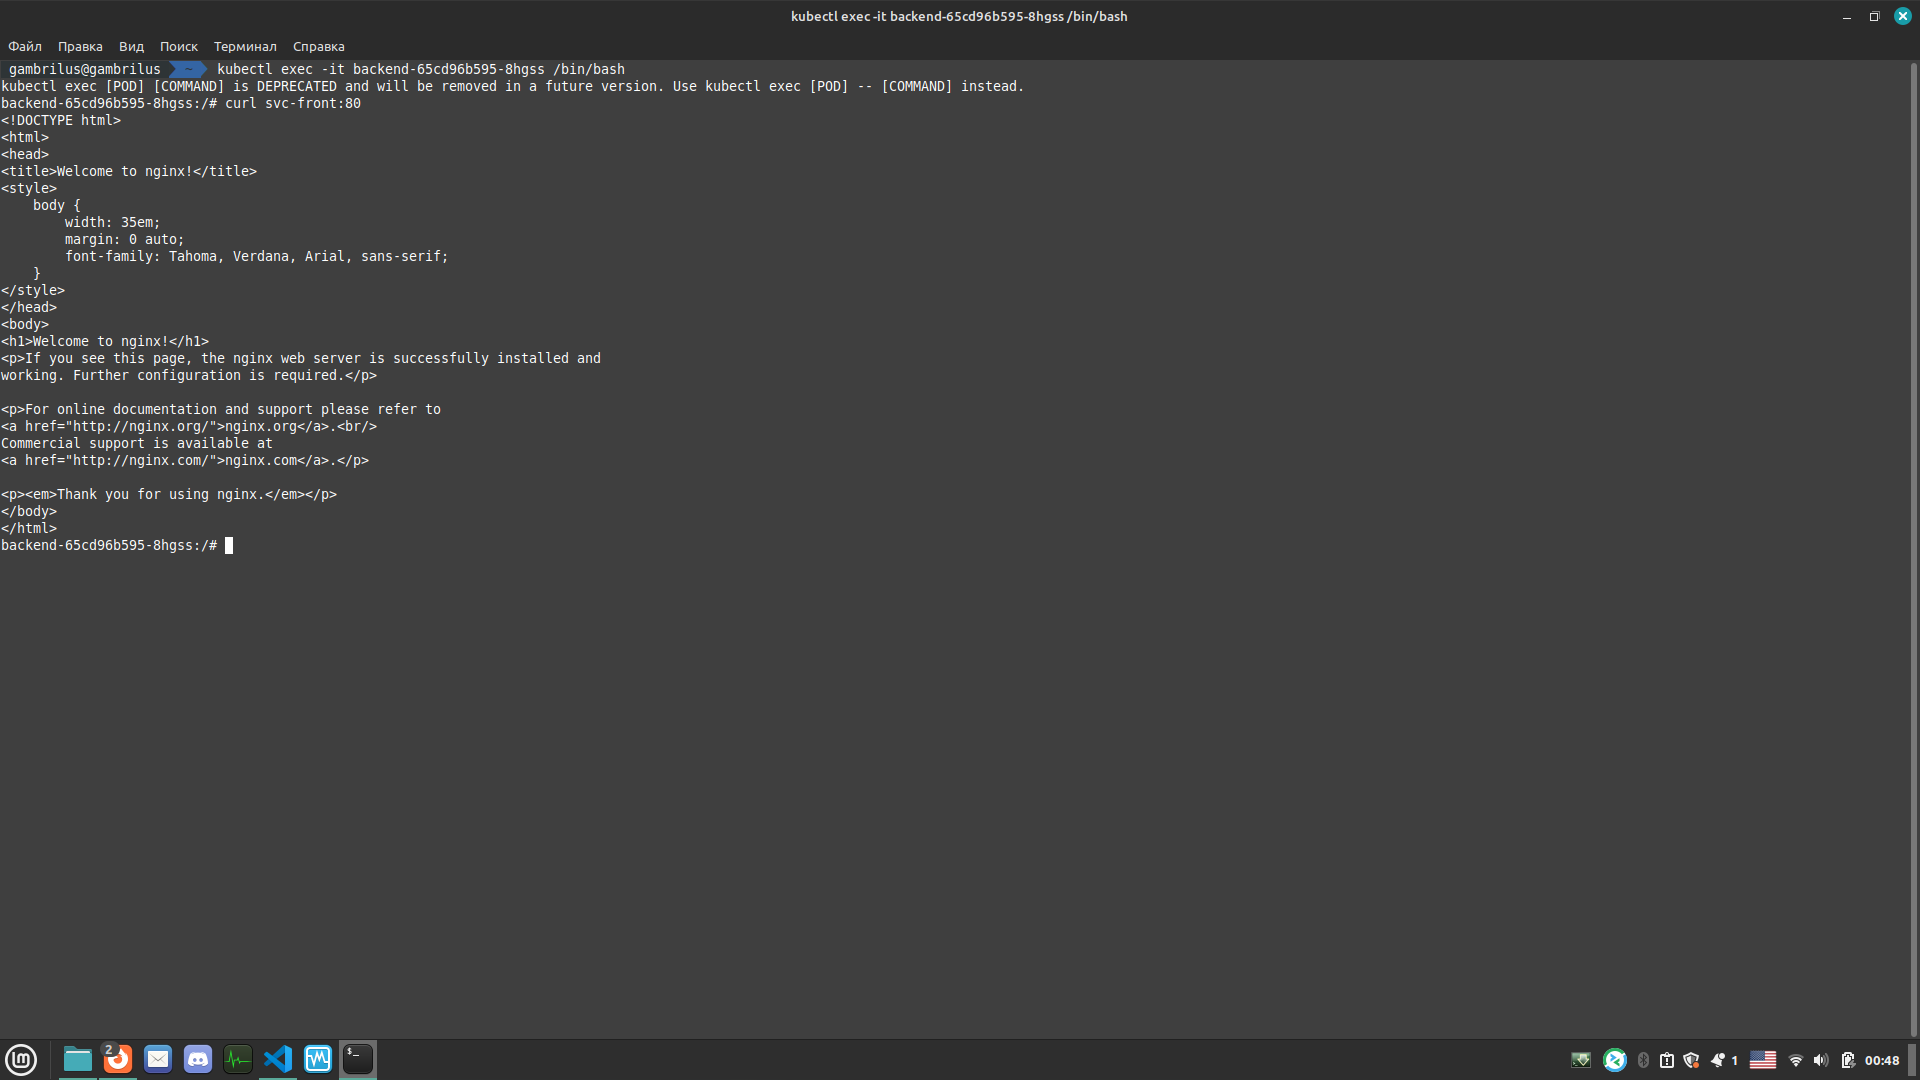 kubectl exec -it backend-65cd96b595-8hgss /bin/bash
Файл Правка Вид Поиск Терминал Справка
gambrilus@gambrilus ~ kubectl exec -it backend-65cd96b595-8hgss /bin/bash
kubectl exec [POD] [COMMAND] is DEPRECATED and will be removed in a future version. Use kubectl exec [POD] -- [COMMAND] instead.
backend-65cd96b595-8hgss:/# curl svc-front:80
<!DOCTYPE html>
<html>
<head>
<title>Welcome to nginx!</title>
<style>
    body {
        width: 35em;
        margin: 0 auto;
        font-family: Tahoma, Verdana, Arial, sans-serif;
    }
</style>
</head>
<body>
<h1>Welcome to nginx!</h1>
<p>If you see this page, the nginx web server is successfully installed and
working. Further configuration is required.</p>

<p>For online documentation and support please refer to
<a href="http://nginx.org/">nginx.org</a>.<br/>
Commercial support is available at
<a href="http://nginx.com/">nginx.com</a>.</p>

<p><em>Thank you for using nginx.</em></p>
</body>
</html>
backend-65cd96b595-8hgss:/#
lm 2 $_ 1 00:48